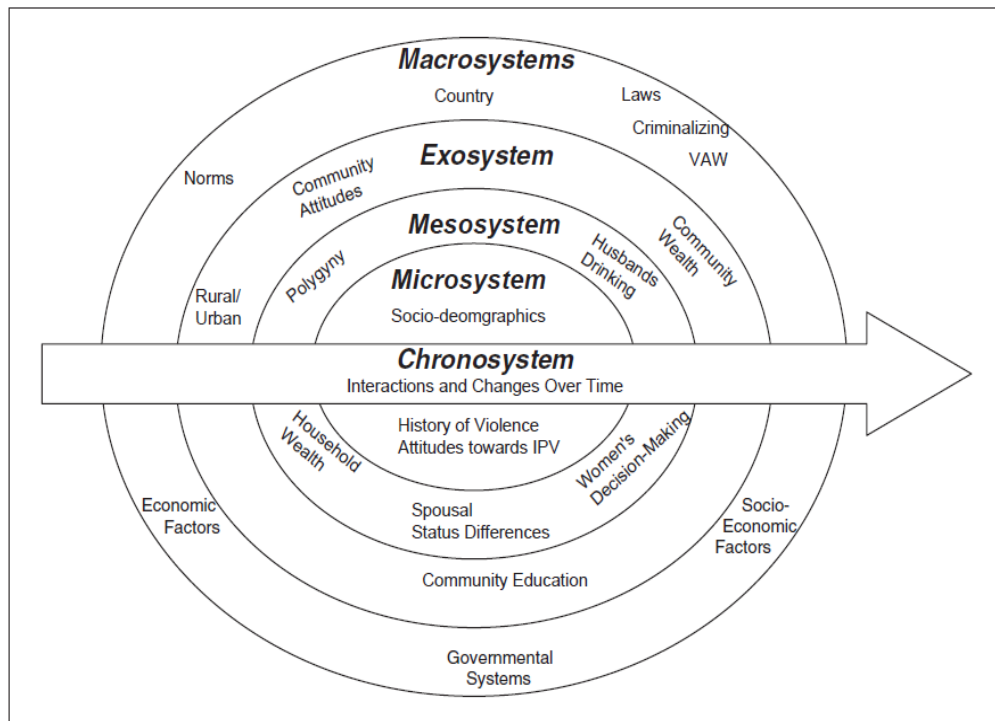 Macrosystems
Country
Laws
Criminalizing
VAW
Norms
Exosystem
Community
Attitudes
Community
Wealth
Rural/
Urban
Mesosystem
Polygyny
Husbands
Drinking
Microsystem
Socio-deomgraphics
Chronosystem
Interactions and Changes Over Time
History of Violence
Attitudes towards IPV
Household
Wealth
Women's
Decision-Making
Spousal
Status Differences
Economic
Factors
Socio-
Economic
Factors
Community Education
Governmental
Systems